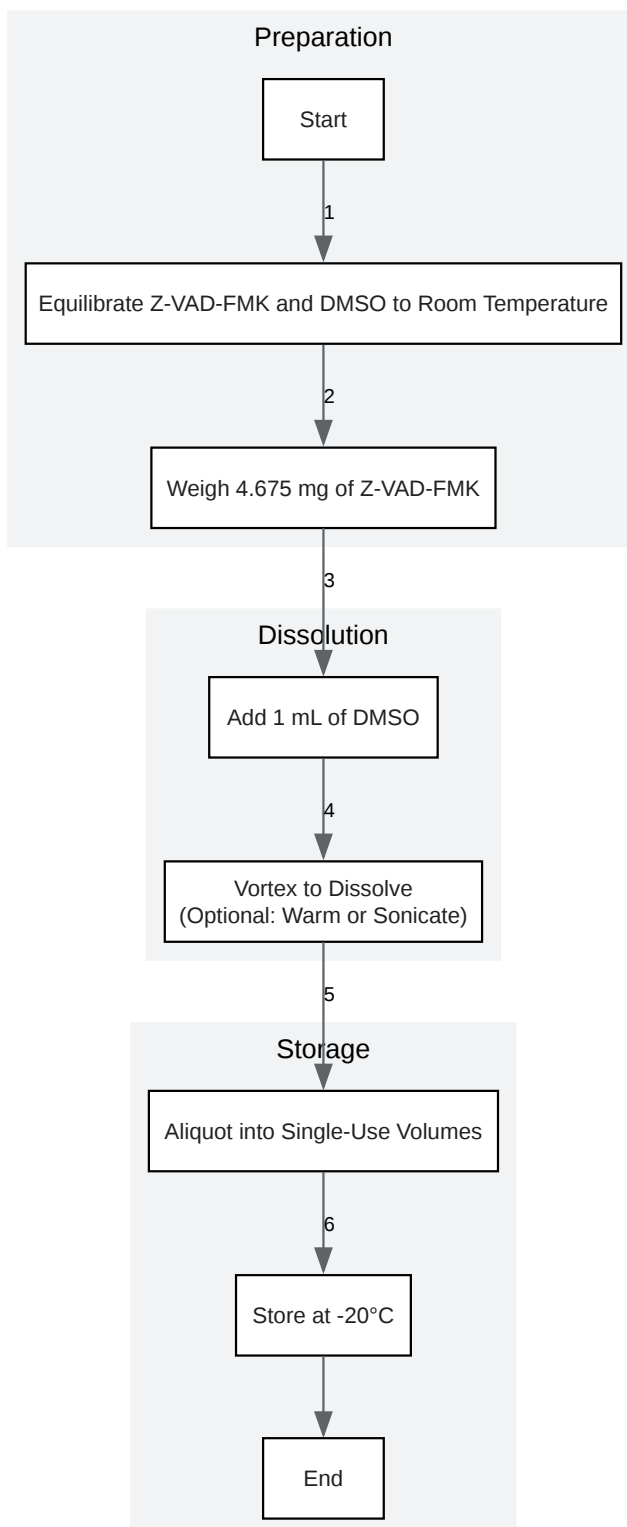 Preparation
Start
1
Equilibrate Z-VAD-FMK and DMSO to Room Temperature
2
Weigh 4.675 mg of Z-VAD-FMK
3
Dissolution
Add 1 mL of DMSO
4
Vortex to Dissolve
(Optional: Warm or Sonicate)
5
Storage
Aliquot into Single-Use Volumes
6
Store at -20°C
End